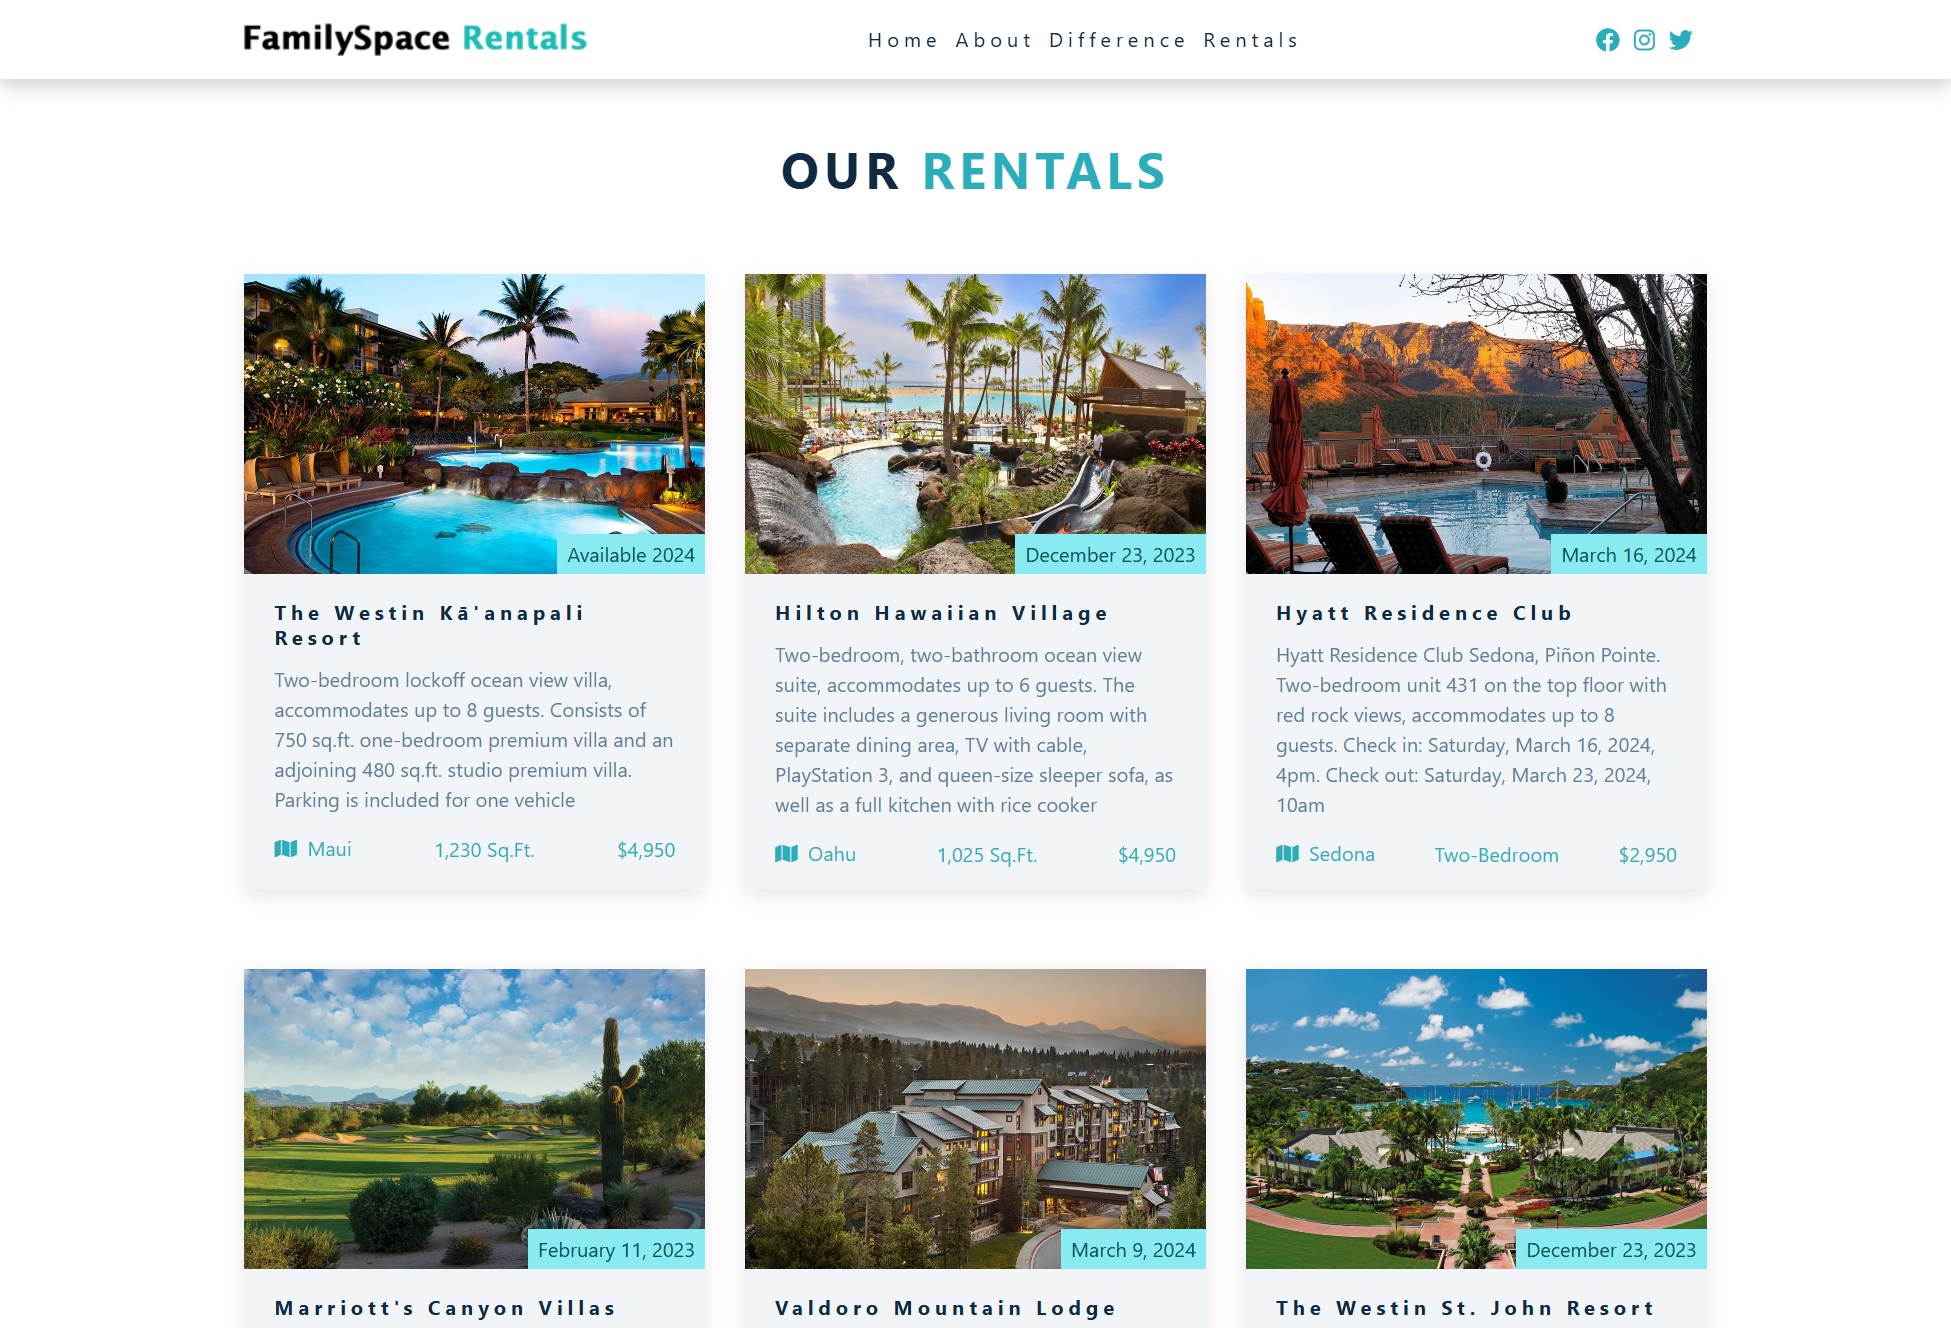 FamilySpace Rentals
Home About Difference Rentals
OUR RENTALS
Available 2024
The Westin Kā'anapali
Resort
Two-bedroom lockoff ocean view villa,
accommodates up to 8 guests. Consists of
750 sq.ft. one-bedroom premium villa and an
adjoining 480 sq.ft. studio premium villa.
Parking is included for one vehicle
Maui 1,230 Sq.Ft. $4,950
December 23, 2023
Hilton Hawaiian Village
Two-bedroom, two-bathroom ocean view
suite, accommodates up to 6 guests. The
suite includes a generous living room with
separate dining area, TV with cable,
PlayStation 3, and queen-size sleeper sofa, as
well as a full kitchen with rice cooker
Oahu 1,025 Sq.Ft. $4,950
March 16, 2024
Hyatt Residence Club
Hyatt Residence Club Sedona, Piñon Pointe.
Two-bedroom unit 431 on the top floor with
red rock views, accommodates up to 8
guests. Check in: Saturday, March 16, 2024,
4pm. Check out: Saturday, March 23, 2024,
10am
Sedona Two-Bedroom $2,950
February 11, 2023
Marriott's Canyon Villas
March 9, 2024
Valdoro Mountain Lodge
December 23, 2023
The Westin St. John Resort